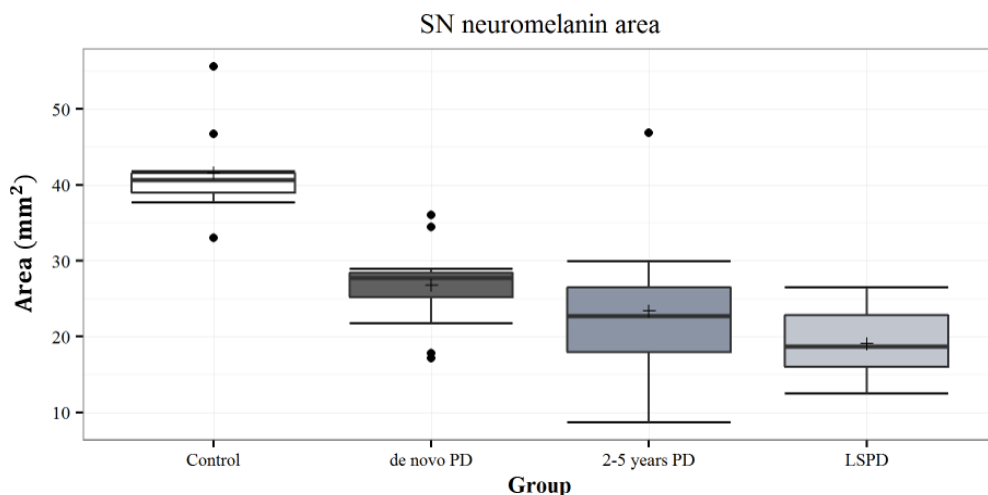 SN neuromelanin area
Area (mm²)
50
40
30
20
10
Control
de novo PD
2-5 years PD
LSPD
Group